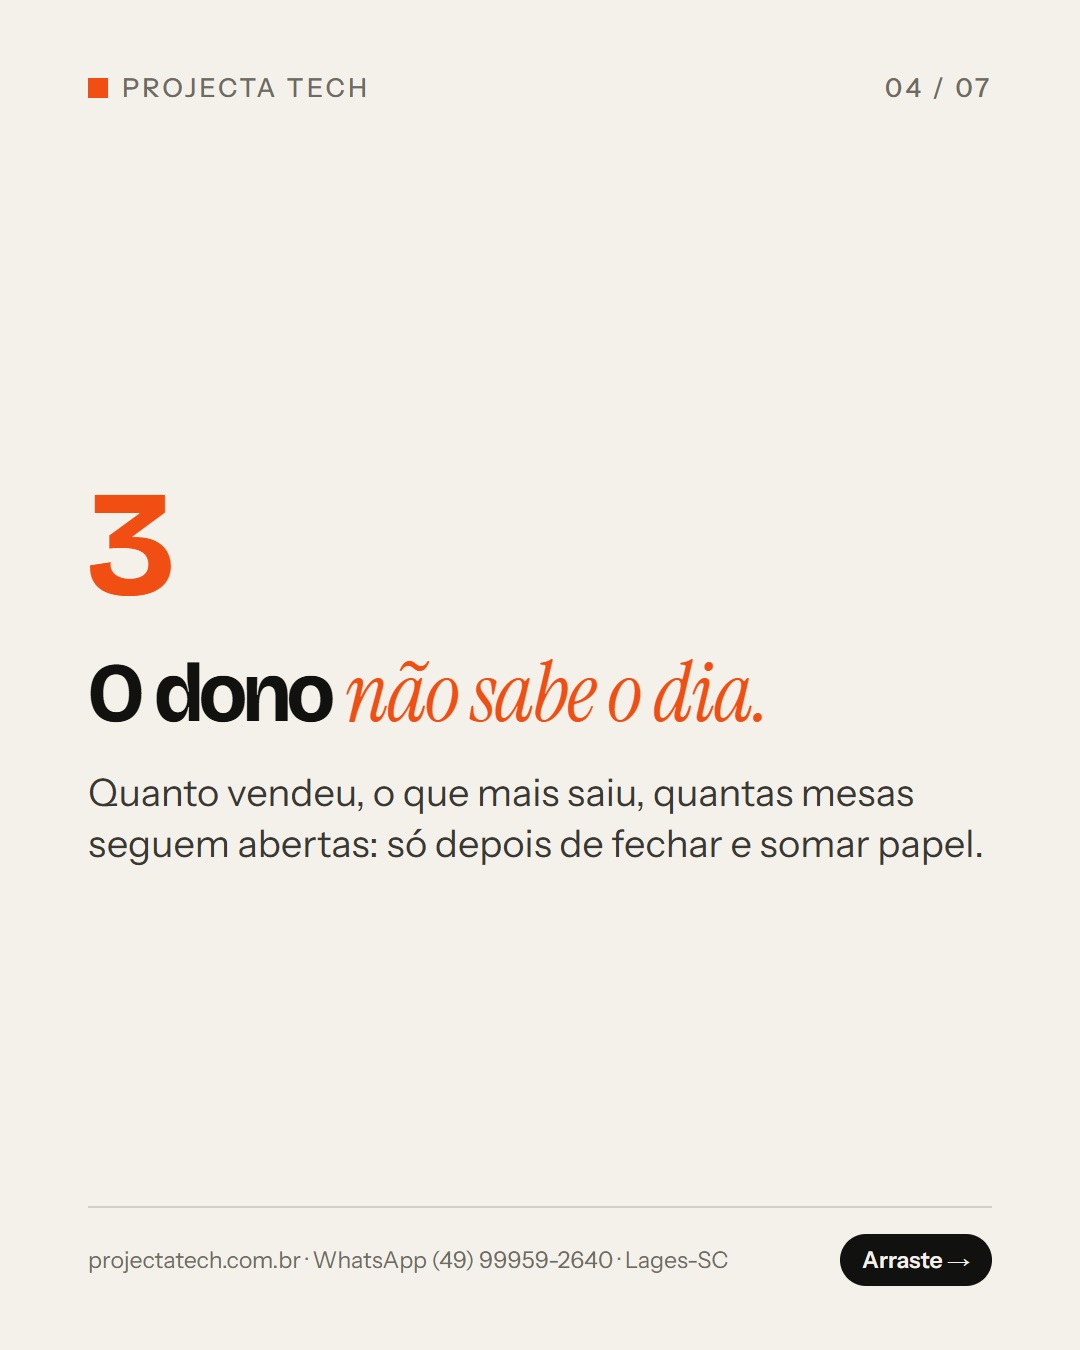 PROJECTA TECH
04 / 07
3
O dono não sabe o dia.
Quanto vendeu, o que mais saiu, quantas mesas
seguem abertas: só depois de fechar e somar papel.
projectatech.com.br · WhatsApp (49) 99959-2640 · Lages-SC
Arraste →